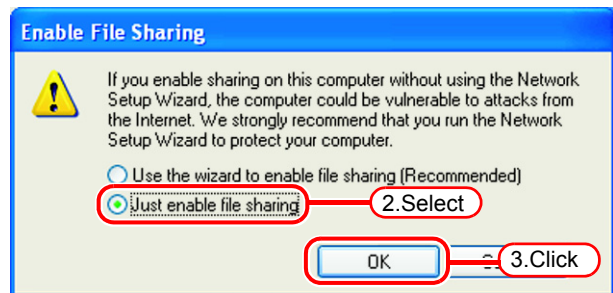 Enable File Sharing
If you enable sharing on this computer without using the Network
Setup Wizard, the computer could be vulnerable to attacks from
the Internet. We strongly recommend that you run the Network
Setup Wizard to protect your computer.
Use the wizard to enable file sharing (Recommended)
Just enable file sharing
2.Select
OK
3.Click